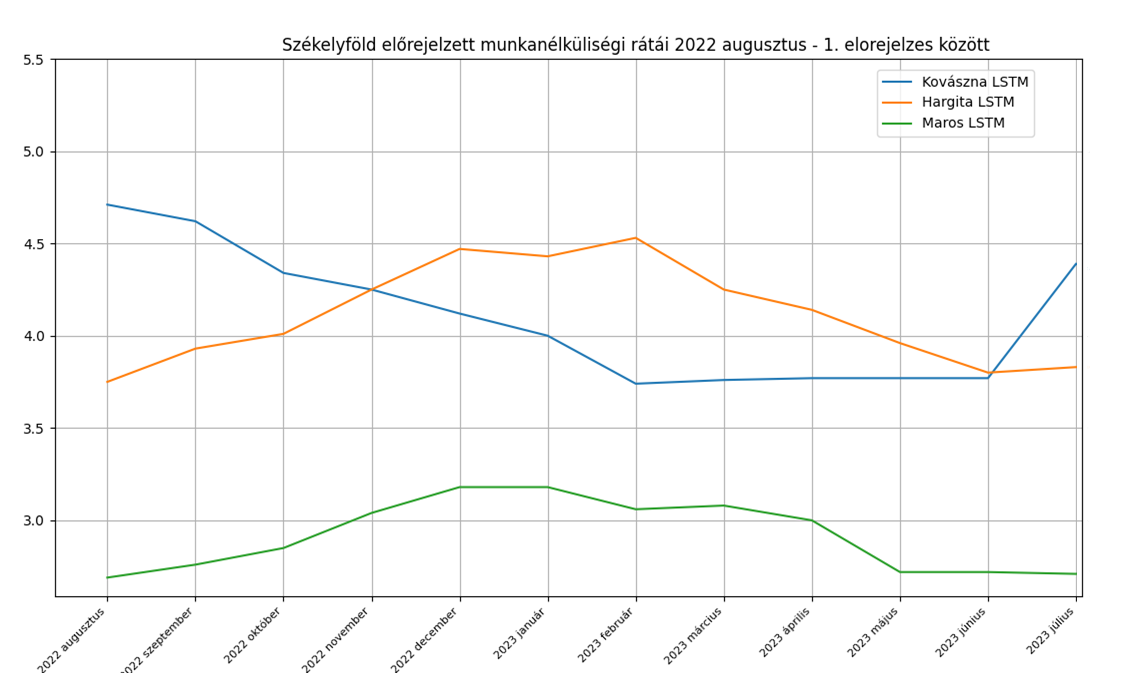 Székelyföld előrejelzett munkanélküliségi rátái 2022 augusztus - 1. elorejelzes között
5.5
5.0
4.5
4.0
3.5
3.0
Kovászna LSTM
Hargita LSTM
Maros LSTM
2022 augusztus
szeptember
2022 október
2022 november
2022 december
2023 január
2023 február
2023 március
2023 április
2023 május
2023 június
2023 július